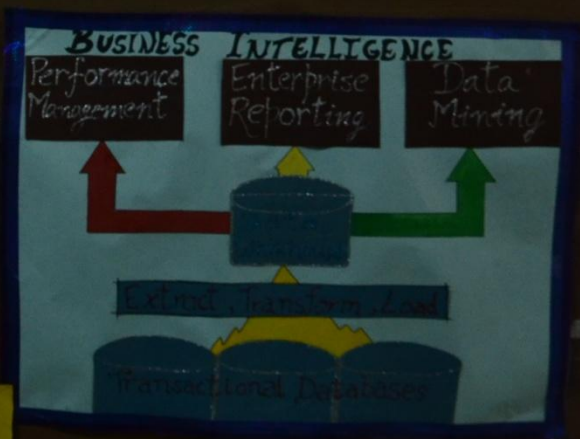 BUSINESS INTELLIGENCE
Performance
Management
Enterprise
Reporting
Data
Mining
Extract, Transform, Load
Transactional Databases